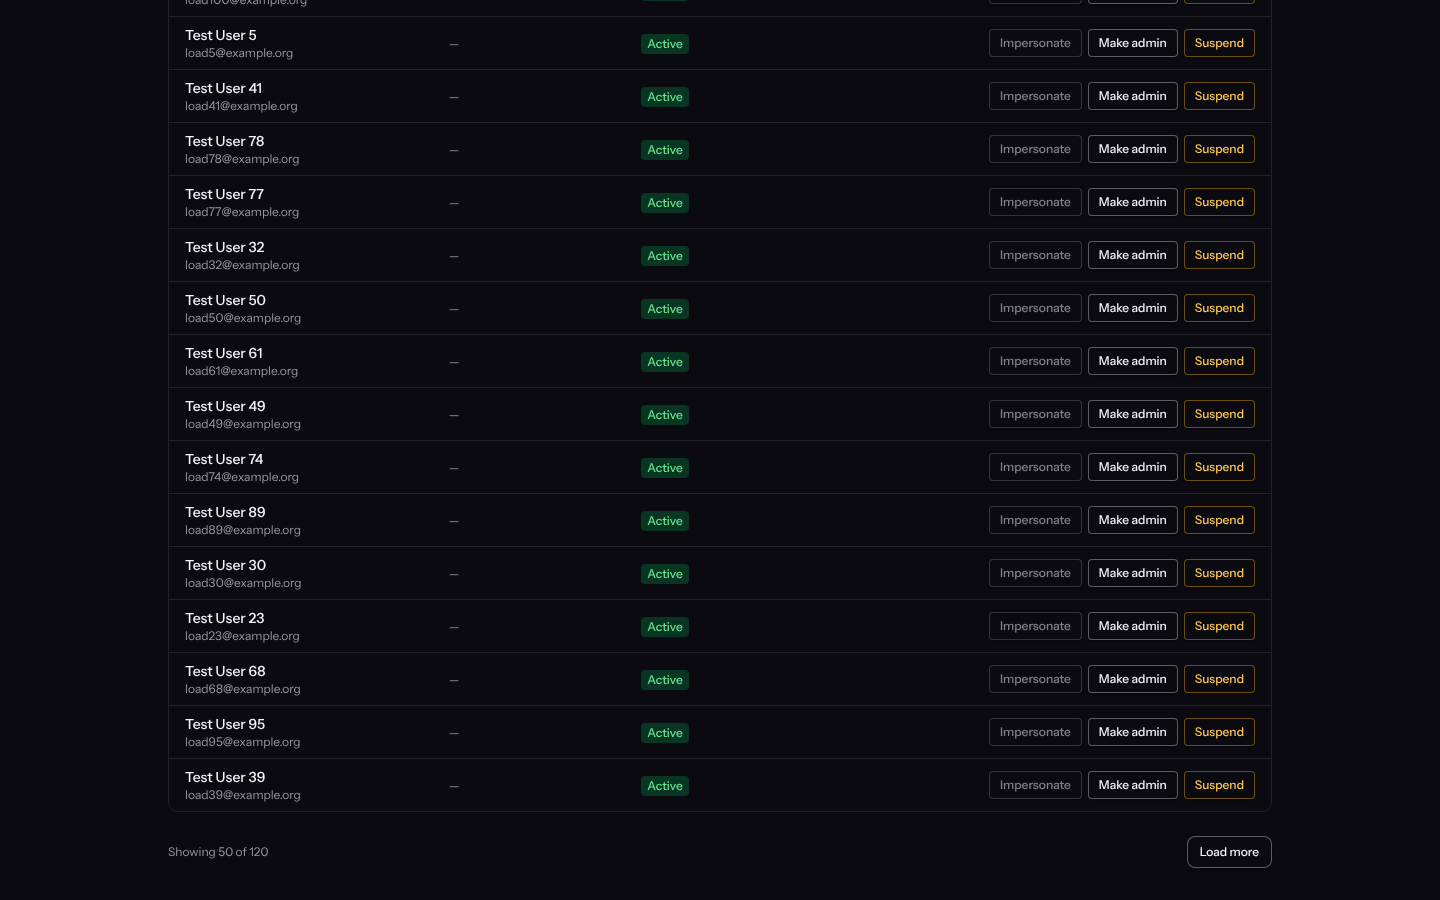 Test User 5
load5@example.org
— Active Impersonate Make admin Suspend
Test User 41
load41@example.org
— Active Impersonate Make admin Suspend
Test User 78
load78@example.org
— Active Impersonate Make admin Suspend
Test User 77
load77@example.org
— Active Impersonate Make admin Suspend
Test User 32
load32@example.org
— Active Impersonate Make admin Suspend
Test User 50
load50@example.org
— Active Impersonate Make admin Suspend
Test User 61
load61@example.org
— Active Impersonate Make admin Suspend
Test User 49
load49@example.org
— Active Impersonate Make admin Suspend
Test User 74
load74@example.org
— Active Impersonate Make admin Suspend
Test User 89
load89@example.org
— Active Impersonate Make admin Suspend
Test User 30
load30@example.org
— Active Impersonate Make admin Suspend
Test User 23
load23@example.org
— Active Impersonate Make admin Suspend
Test User 68
load68@example.org
— Active Impersonate Make admin Suspend
Test User 95
load95@example.org
— Active Impersonate Make admin Suspend
Test User 39
load39@example.org
— Active Impersonate Make admin Suspend
Showing 50 of 120 Load more